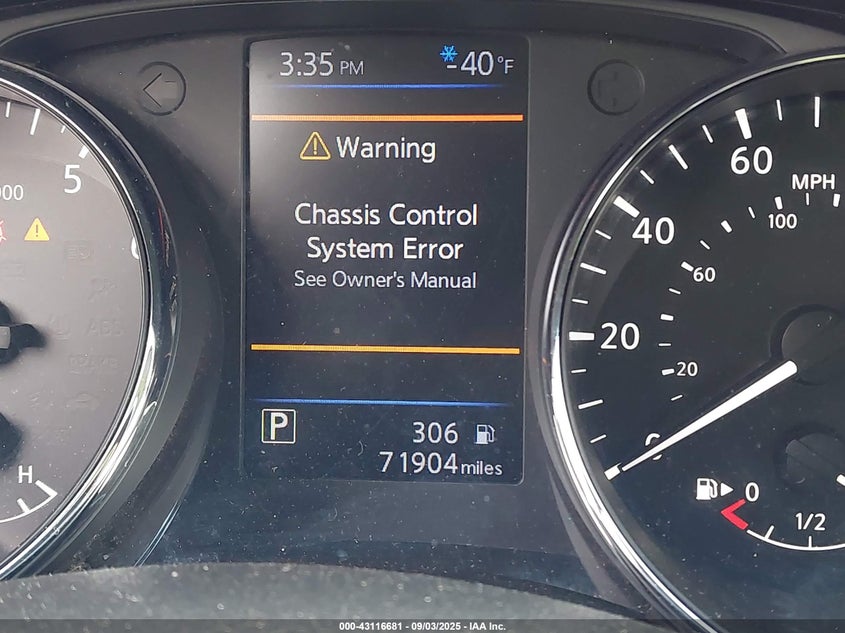 3:35 PM -40°F
Warning
Chassis Control
System Error
See Owner's Manual
P
306
71904 miles
5
H
0
20
40
60
MPH
20
60
100
0
1/2
000-43116681 - 09/03/2025 - IAA Inc.